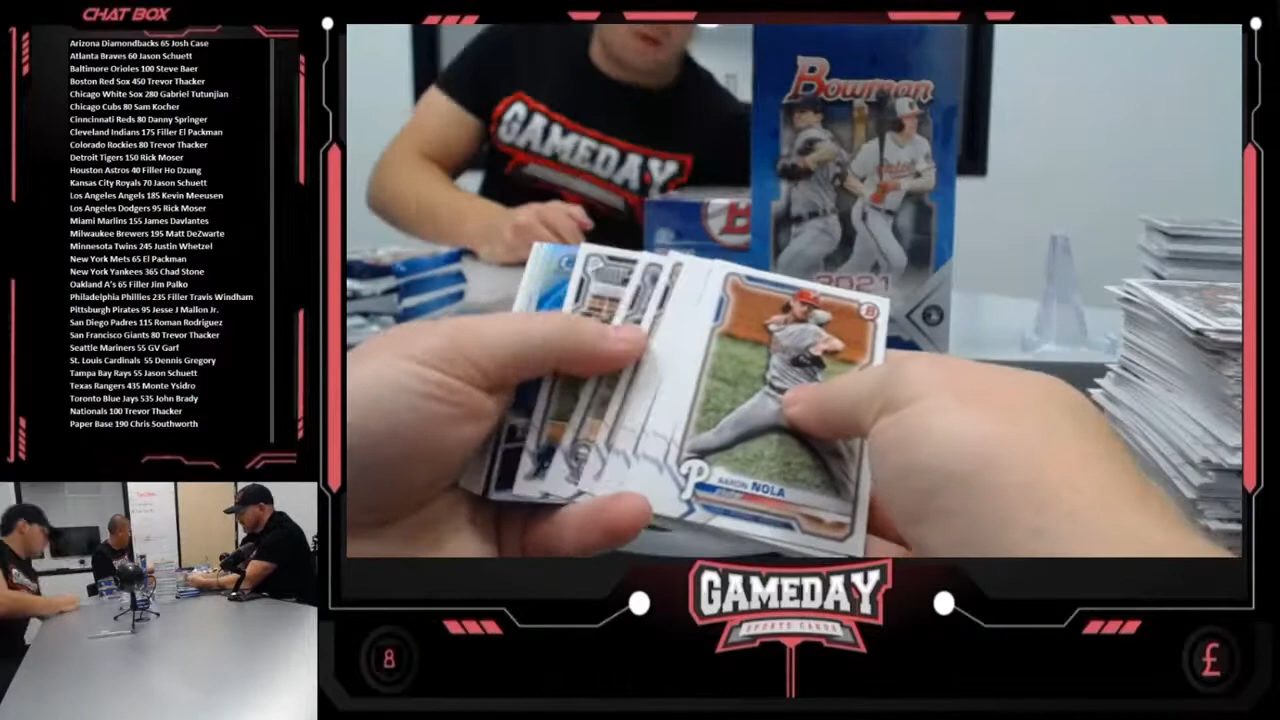 CHAT BOX
Arizona Diamondbacks 65 Josh Case
Atlanta Braves 60 Jason Schuett
Baltimore Orioles 100 Steve Baer
Boston Red Sox 450 Trevor Thacker
Chicago White Sox 280 Gabriel Tutunjian
Chicago Cubs 80 Sam Kocher
Cinncinnati Reds 80 Danny Springer
Cleveland Indians 175 Filler El Packman
Colorado Rockies 80 Trevor Thacker
Detroit Tigers 150 Rick Moser
Houston Astros 40 Filler Ho Dzung
Kansas City Royals 70 Jason Schuett
Los Angeles Angels 185 Kevin Meeusen
Los Angeles Dodgers 95 Rick Moser
Miami Marlins 155 James Davlantes
Milwaukee Brewers 195 Matt DeZwarte
Minnesota Twins 245 Justin Whetzel
New York Mets 65 El Packman
New York Yankees 365 Chad Stone
Oakland A's 65 Filler Jim Palko
Philadelphia Phillies 235 Filler Travis Windham
Pittsburgh Pirates 95 Jesse J Mallon Jr.
San Diego Padres 115 Roman Rodriguez
San Francisco Giants 80 Trevor Thacker
Seattle Mariners 55 GV Garf
St. Louis Cardinals 55 Dennis Gregory
Tampa Bay Rays 55 Jason Schuett
Texas Rangers 435 Monte Ysidro
Toronto Blue Jays 535 John Brady
Nationals 100 Trevor Thacker
Paper Base 190 Chris Southworth
GAMEDAY
Bowman
2021
B
P
AARON NOLA
GAMEDAY
SPORTS CARDS
8
£